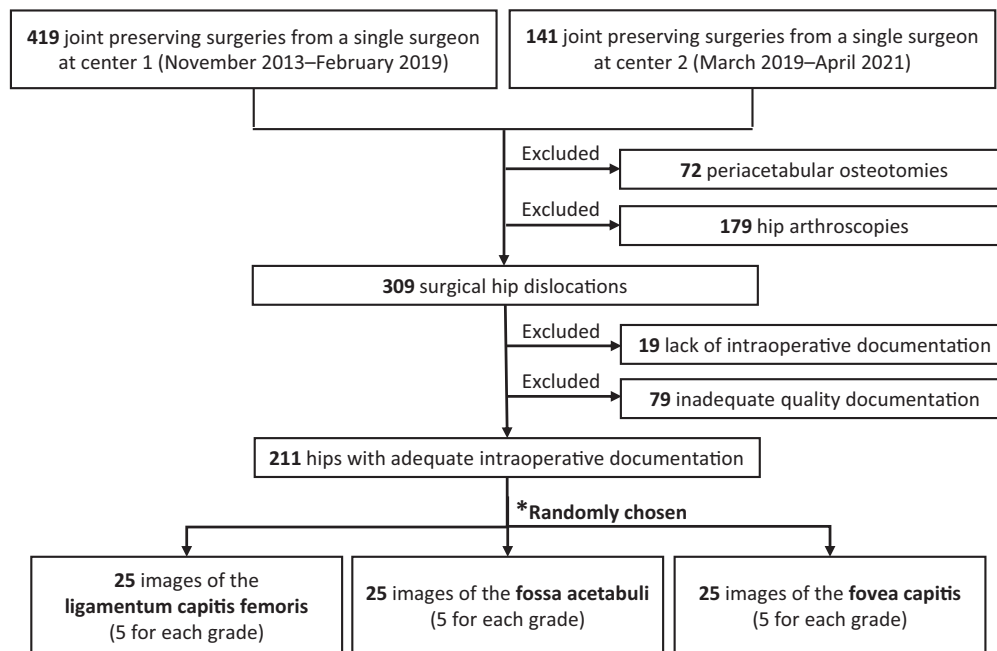 419 joint preserving surgeries from a single surgeon
at center 1 (November 2013–February 2019)
141 joint preserving surgeries from a single surgeon
at center 2 (March 2019–April 2021)
Excluded
72 periacetabular osteotomies
Excluded
179 hip arthroscopies
309 surgical hip dislocations
Excluded
19 lack of intraoperative documentation
Excluded
79 inadequate quality documentation
211 hips with adequate intraoperative documentation
*Randomly chosen
25 images of the
ligamentum capitis femoris
(5 for each grade)
25 images of the fossa acetabuli
(5 for each grade)
25 images of the fovea capitis
(5 for each grade)